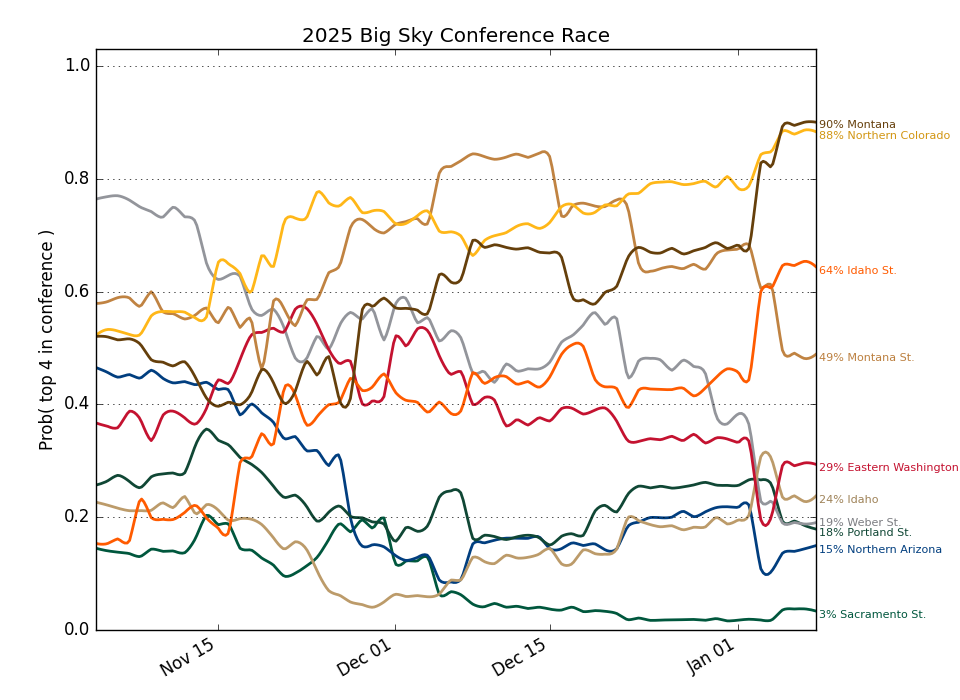 2025 Big Sky Conference Race
Prob( top 4 in conference )
1.0
0.8
0.6
0.4
0.2
0.0
Nov 15
Dec 01
Dec 15
Jan 01
90% Montana
88% Northern Colorado
64% Idaho St.
49% Montana St.
29% Eastern Washington
24% Idaho
19% Weber St.
18% Portland St.
15% Northern Arizona
3% Sacramento St.